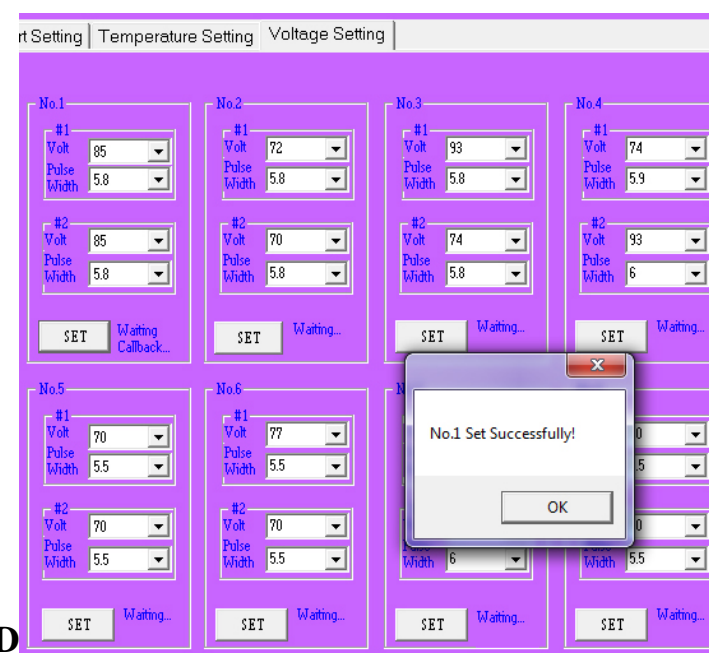 rt Setting Temperature Setting Voltage Setting
No.1 No.2 No.3 No.4
#1 #1 #1 #1
Volt 85 Volt 72 Volt 93 Volt 74
Pulse Pulse Pulse Pulse
Width 5.8 Width 5.8 Width 5.8 Width 5.9
#2 #2 #2 #2
Volt 85 Volt 70 Volt 74 Volt 93
Pulse Pulse Pulse Pulse
Width 5.8 Width 5.8 Width 5.8 Width 6
SET Waiting Callback... SET Waiting... SET Waiting... SET Waiting...
No.5 No.6
#1 #1
Volt 70 Volt 77
Pulse Pulse
Width 5.5 Width 5.5 .5
#2 #2
Volt 70 Volt 70
Pulse Pulse
Width 5.5 Width 5.5 Width 6 Width 5.5
SET Waiting... SET Waiting... SET Waiting... SET Waiting...
X
No.1 Set Successfully!
OK
D